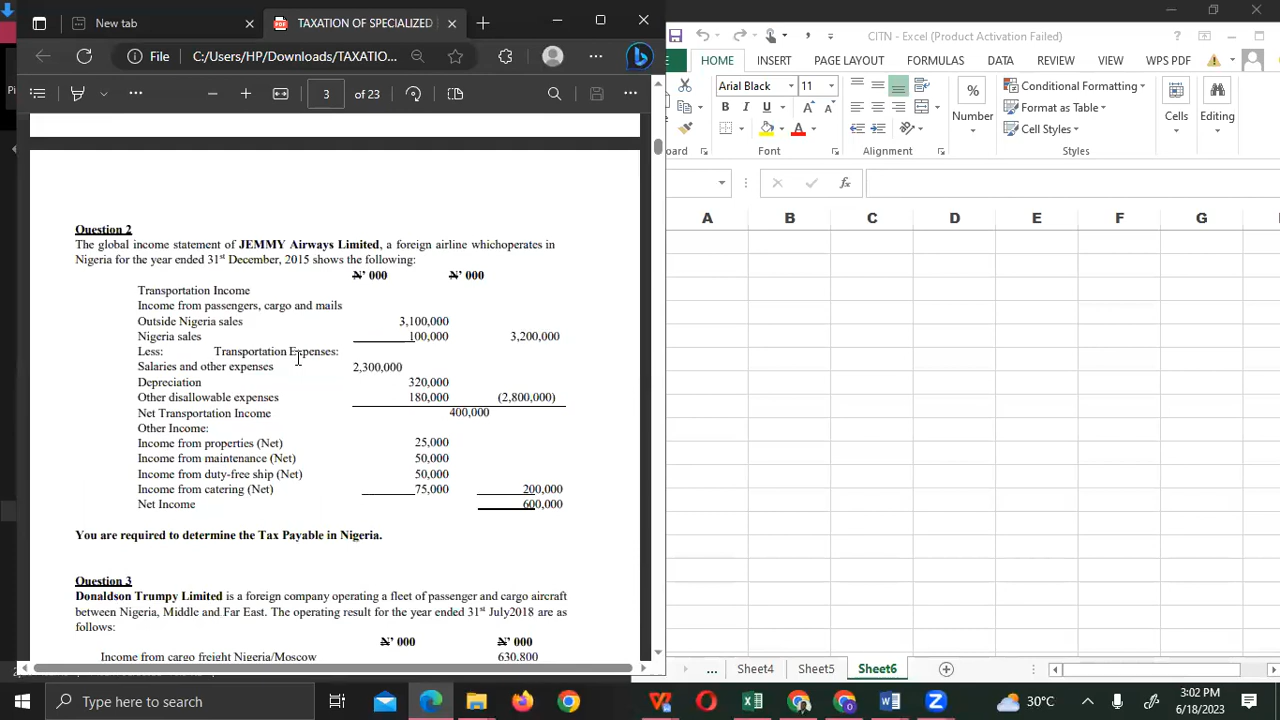 New tab
TAXATION OF SPECIALIZED
CITN - Excel (Product Activation Failed)
File C:/Users/HP/Downloads/TAXATIO...
HOME INSERT PAGE LAYOUT FORMULAS DATA REVIEW VIEW WPS PDF
3 of 23
Arial Black 11
B I U
Number
Conditional Formatting
Format as Table
Cell Styles
Cells
Editing
oard Font Alignment Styles
A B C D E F G
Question 2
The global income statement of JEMMY Airways Limited, a foreign airline whichoperates in
Nigeria for the year ended 31st December, 2015 shows the following:
₦' 000 ₦' 000
Transportation Income
Income from passengers, cargo and mails
Outside Nigeria sales 3,100,000
Nigeria sales 100,000 3,200,000
Less: Transportation Expenses:
Salaries and other expenses 2,300,000
Depreciation 320,000
Other disallowable expenses 180,000 (2,800,000)
Net Transportation Income 400,000
Other Income:
Income from properties (Net) 25,000
Income from maintenance (Net) 50,000
Income from duty-free ship (Net) 50,000
Income from catering (Net) 75,000 200,000
Net Income 600,000
You are required to determine the Tax Payable in Nigeria.
Question 3
Donaldson Trumpy Limited is a foreign company operating a fleet of passenger and cargo aircraft
between Nigeria, Middle and Far East. The operating result for the year ended 31st July2018 are as
follows:
₦' 000 ₦' 000
Income from cargo freight Nigeria/Moscow 630,800
... Sheet4 Sheet5 Sheet6
Type here to search
30°C
3:02 PM
6/18/2023